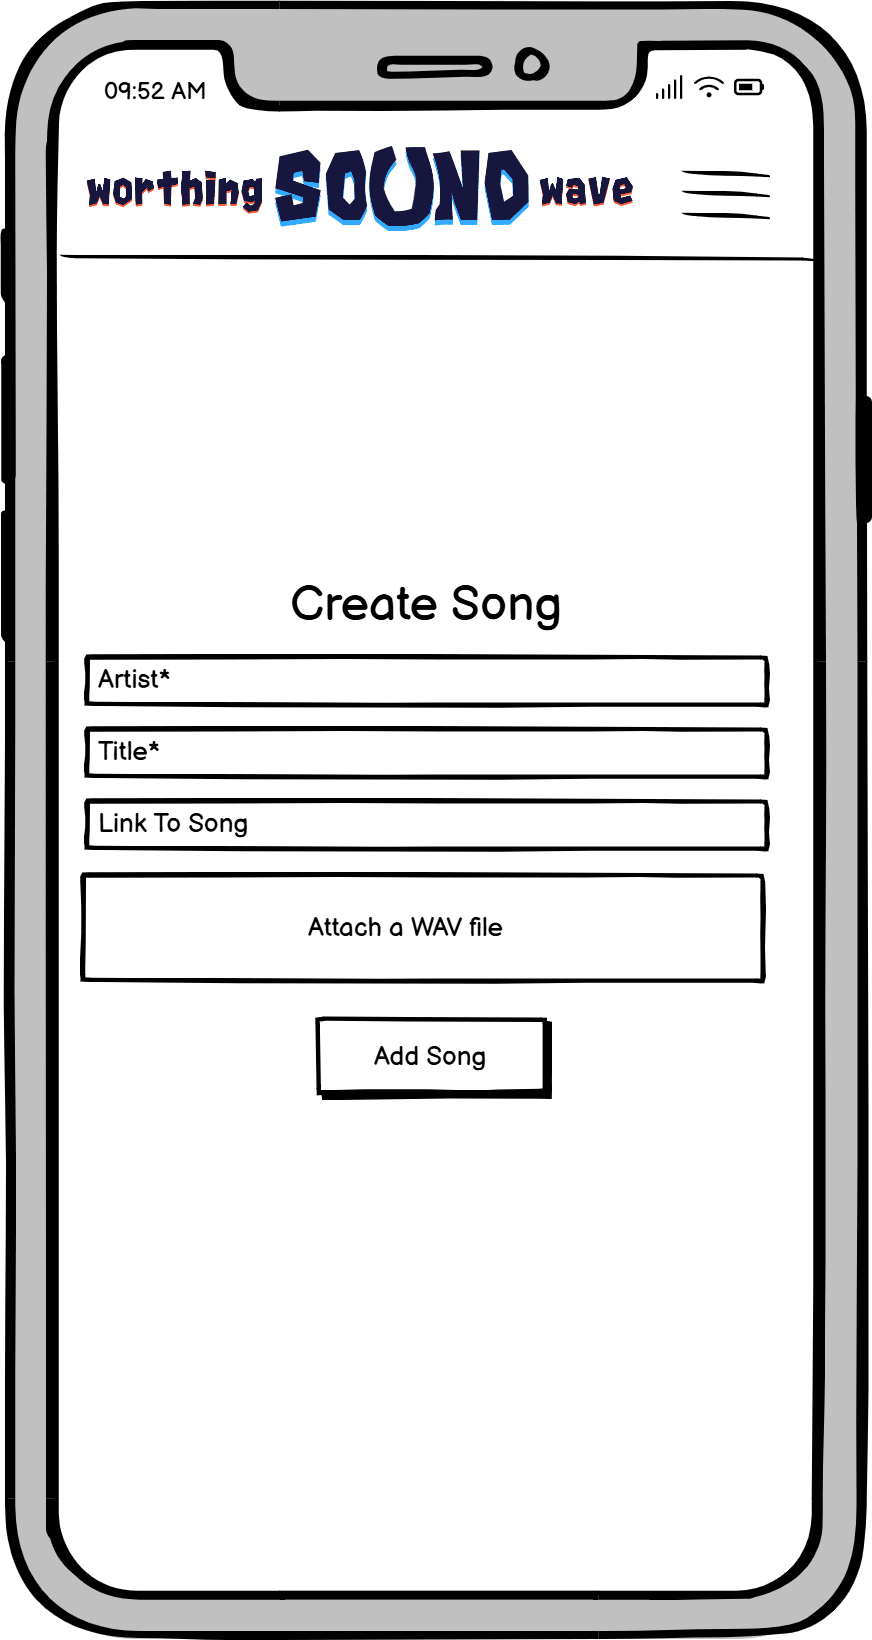 09:52 AM
worthing SOUND wave
Create Song
Artist*
Title*
Link To Song
Attach a WAV file
Add Song